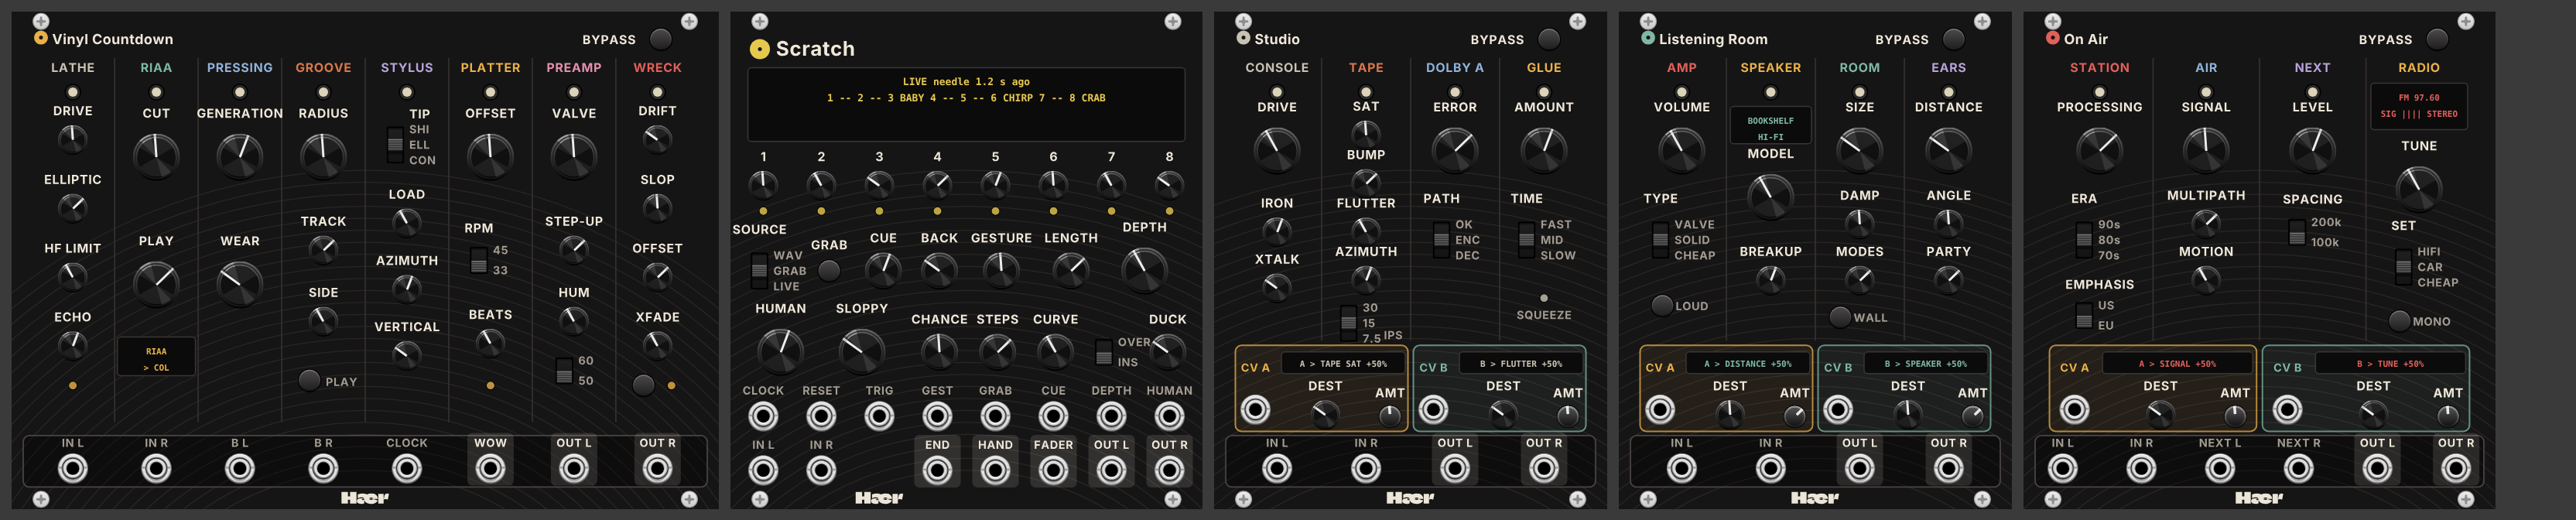 Vinyl Countdown
BYPASS
LATHE RIAA PRESSING GROOVE STYLUS PLATTER PREAMP WRECK
DRIVE CUT GENERATION RADIUS TIP OFFSET VALVE DRIFT
SHI
ELL
CON
ELLIPTIC LOAD SLOP
TRACK RPM STEP-UP
45
33
HF LIMIT PLAY WEAR AZIMUTH OFFSET
SIDE HUM
ECHO VERTICAL BEATS XFADE
RIAA
> COL
PLAY
60
50
IN L IN R B L B R CLOCK WOW OUT L OUT R
Hær
Scratch
LIVE needle 1.2 s ago
1 -- 2 -- 3 BABY 4 -- 5 -- 6 CHIRP 7 -- 8 CRAB
1 2 3 4 5 6 7 8
SOURCE GRAB CUE BACK GESTURE LENGTH DEPTH
WAV
GRAB
LIVE
HUMAN SLOPPY CHANCE STEPS CURVE DUCK
OVER
INS
CLOCK RESET TRIG GEST GRAB CUE DEPTH HUMAN
IN L IN R END HAND FADER OUT L OUT R
Hær
Studio
BYPASS
CONSOLE TAPE DOLBY A GLUE
DRIVE SAT ERROR AMOUNT
BUMP
IRON FLUTTER PATH TIME
OK
ENC
DEC
FAST
MID
SLOW
XTALK AZIMUTH
30
15
7.5 IPS
SQUEEZE
CV A A > TAPE SAT +50%
DEST AMT
CV B B > FLUTTER +50%
DEST AMT
IN L IN R OUT L OUT R
Hær
Listening Room
BYPASS
AMP SPEAKER ROOM EARS
VOLUME SIZE DISTANCE
BOOKSHELF
HI-FI
MODEL
TYPE DAMP ANGLE
VALVE
SOLID
CHEAP
BREAKUP MODES PARTY
LOUD WALL
CV A A > DISTANCE +50%
DEST AMT
CV B B > SPEAKER +50%
DEST AMT
IN L IN R OUT L OUT R
Hær
On Air
BYPASS
STATION AIR NEXT RADIO
PROCESSING SIGNAL LEVEL
FM 97.60
SIG |||| STEREO
TUNE
ERA MULTIPATH SPACING
90s
80s
70s
200k
100k
SET
HIFI
CAR
CHEAP
MOTION
EMPHASIS
US
EU
MONO
CV A A > SIGNAL +50%
DEST AMT
CV B B > TUNE +50%
DEST AMT
IN L IN R NEXT L NEXT R OUT L OUT R
Hær